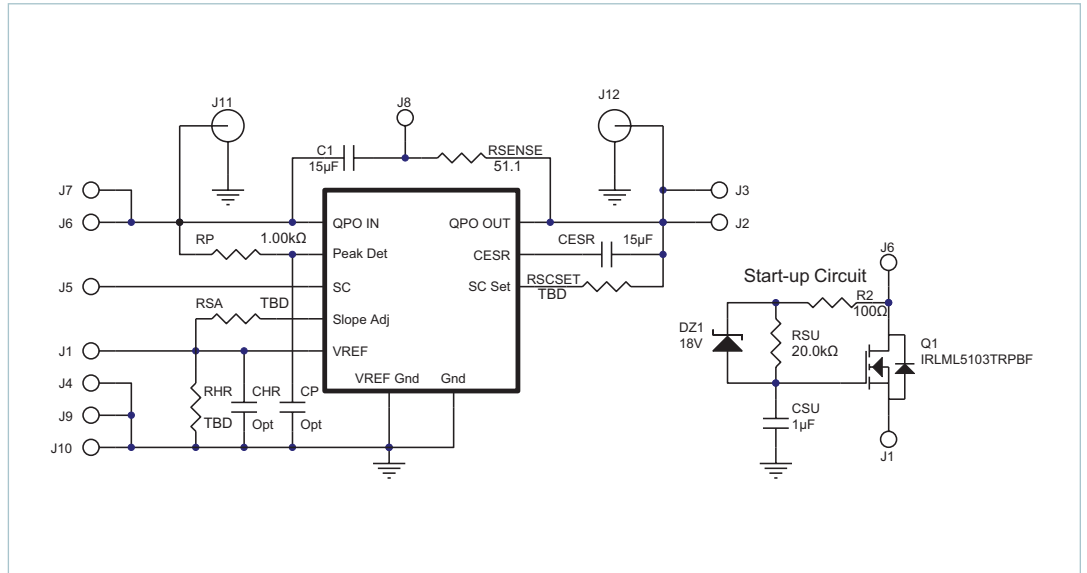 J11
J12
J8
C1
15µF
RSENSE
51.1
J7
J6
J3
J2
QPO IN
QPO OUT
RP
1.00kΩ
Peak Det
CESR
CESR
15µF
J5
SC
SC Set
RSCSET
TBD
RSA
TBD
Slope Adj
J1
VREF
J4
VREF Gnd
Gnd
RHR
TBD
CHR
Opt
CP
Opt
J9
J10
Start-up Circuit
J6
R2
100Ω
DZ1
18V
RSU
20.0kΩ
Q1
IRLML5103TRPBF
CSU
1µF
J1